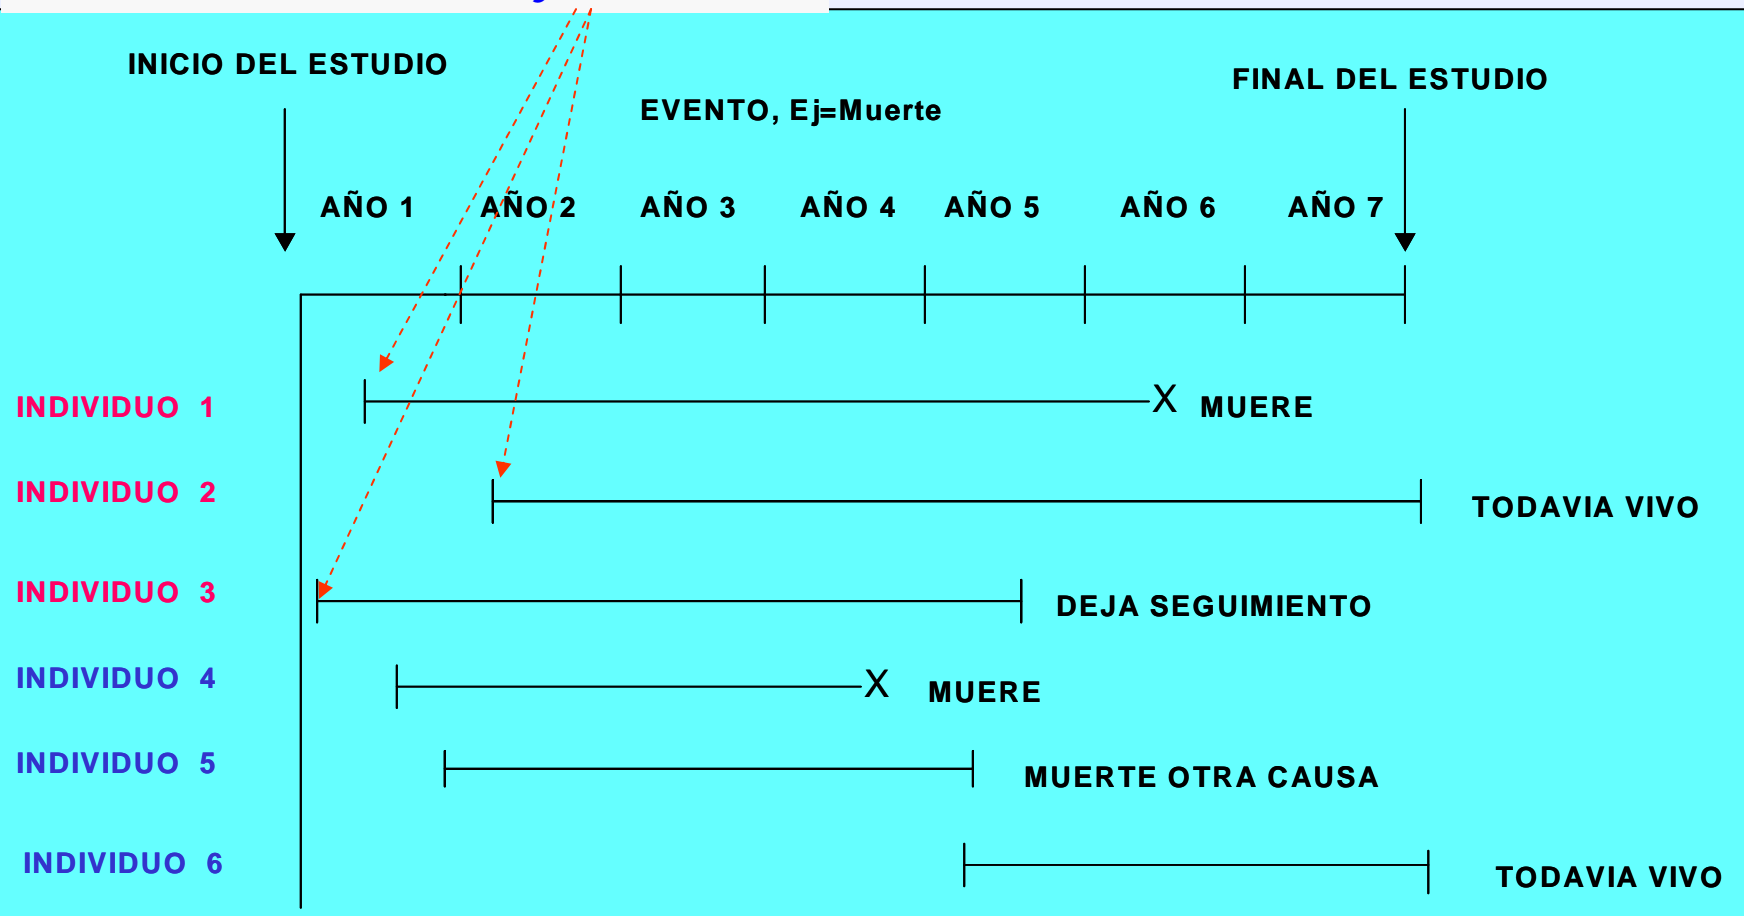 INICIO DEL ESTUDIO
FINAL DEL ESTUDIO
EVENTO, Ej=Muerte
AÑO 1 AÑO 2 AÑO 3 AÑO 4 AÑO 5 AÑO 6 AÑO 7
INDIVIDUO 1 X MUERE
INDIVIDUO 2 TODAVIA VIVO
INDIVIDUO 3 DEJA SEGUIMIENTO
INDIVIDUO 4 X MUERE
INDIVIDUO 5 MUERTE OTRA CAUSA
INDIVIDUO 6 TODAVIA VIVO